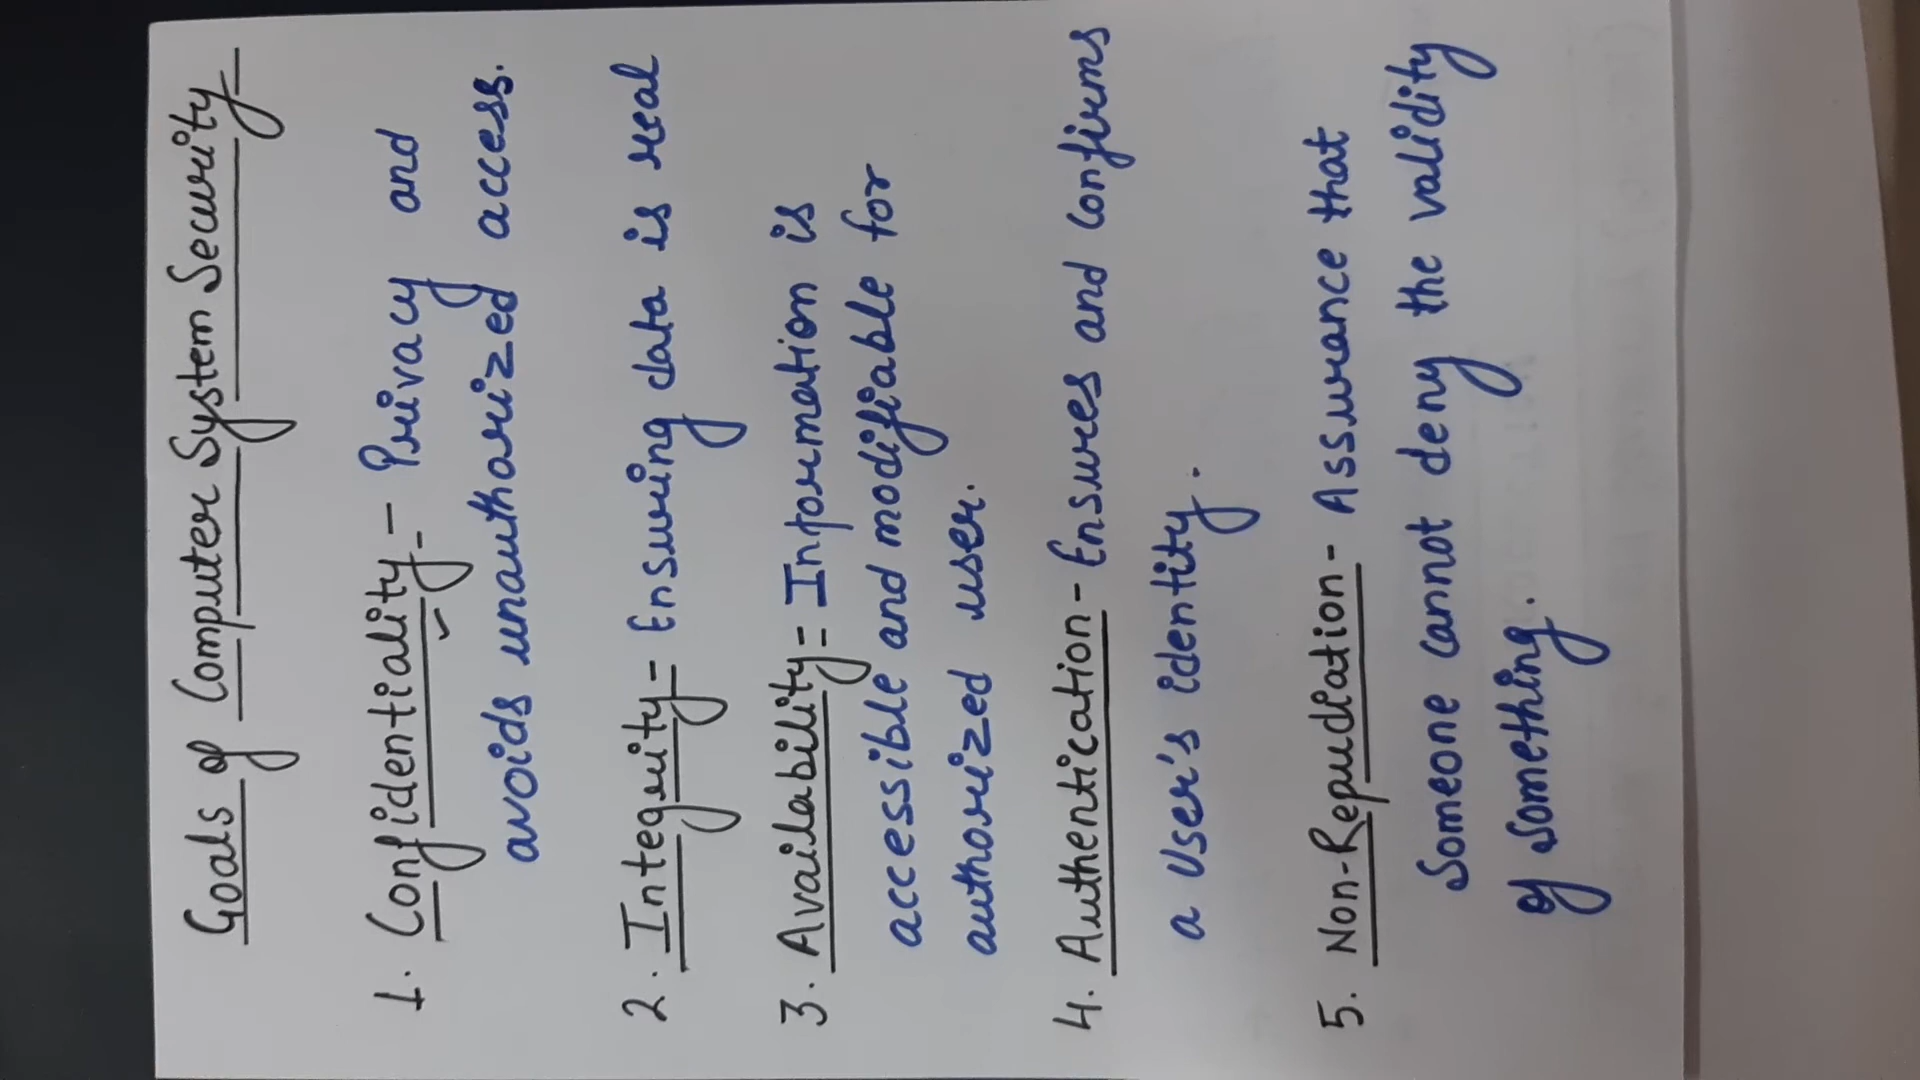 Goals of Computer System Security
1. Confidentiality - Privacy and
avoids unauthorized access.
2. Integrity - Ensuring data is real
3. Availability - Information is
accessible and modifiable for
authorized user.
4. Authentication - Ensures and confirms
a User's identity.
5. Non-Repudiation - Assurance that
Someone cannot deny the validity
of something.